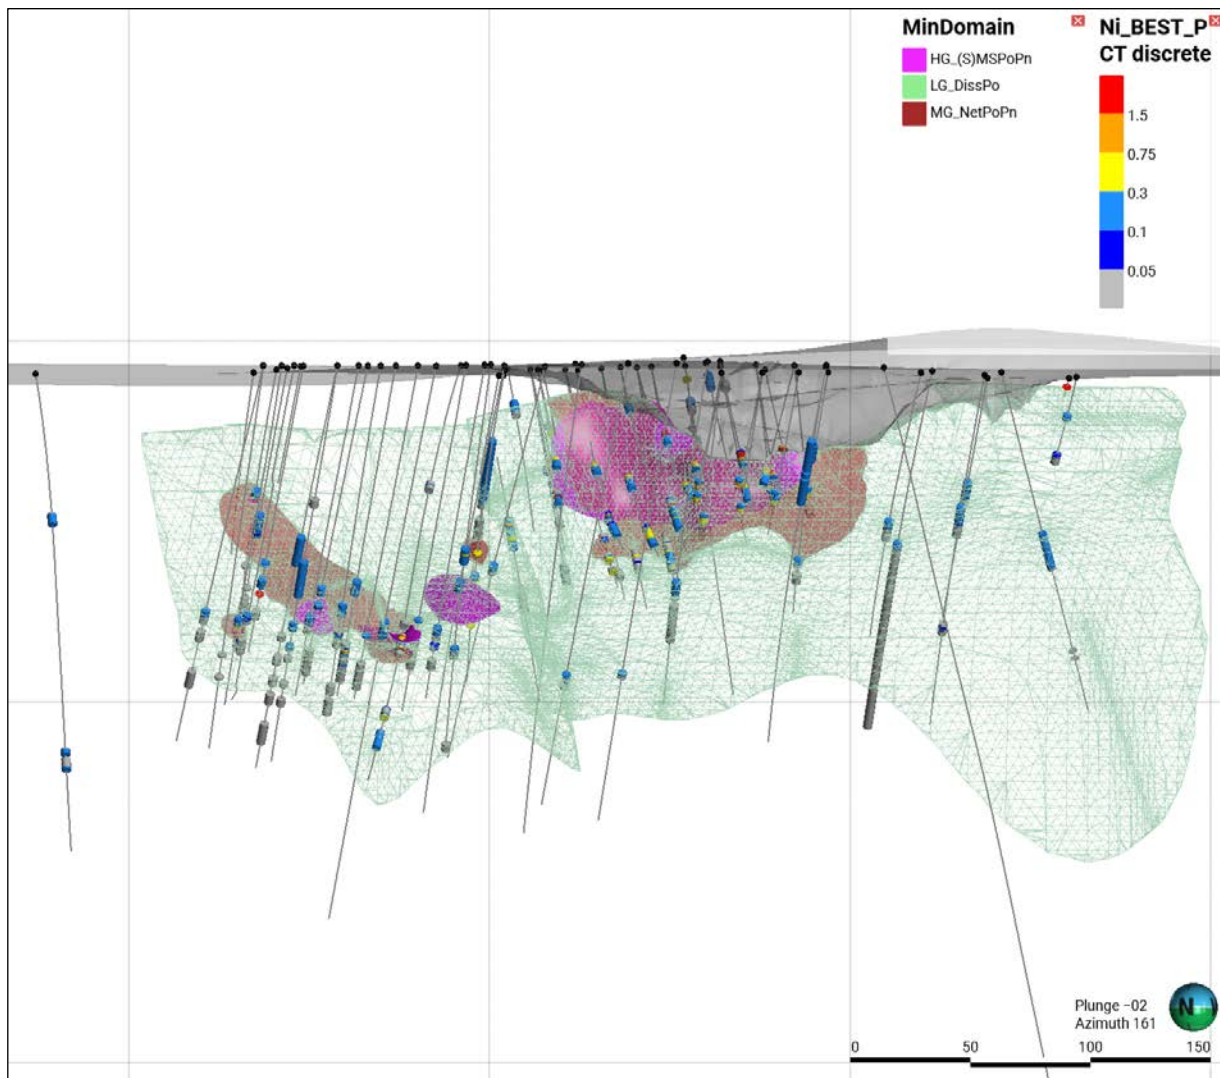 MinDomain
HG_(S)MSPoPn
LG_DissPo
MG_NetPoPn
Ni_BEST_P
CT discrete
1.5
0.75
0.3
0.1
0.05
Plunge -02
Azimuth 161
N
0 50 100 150